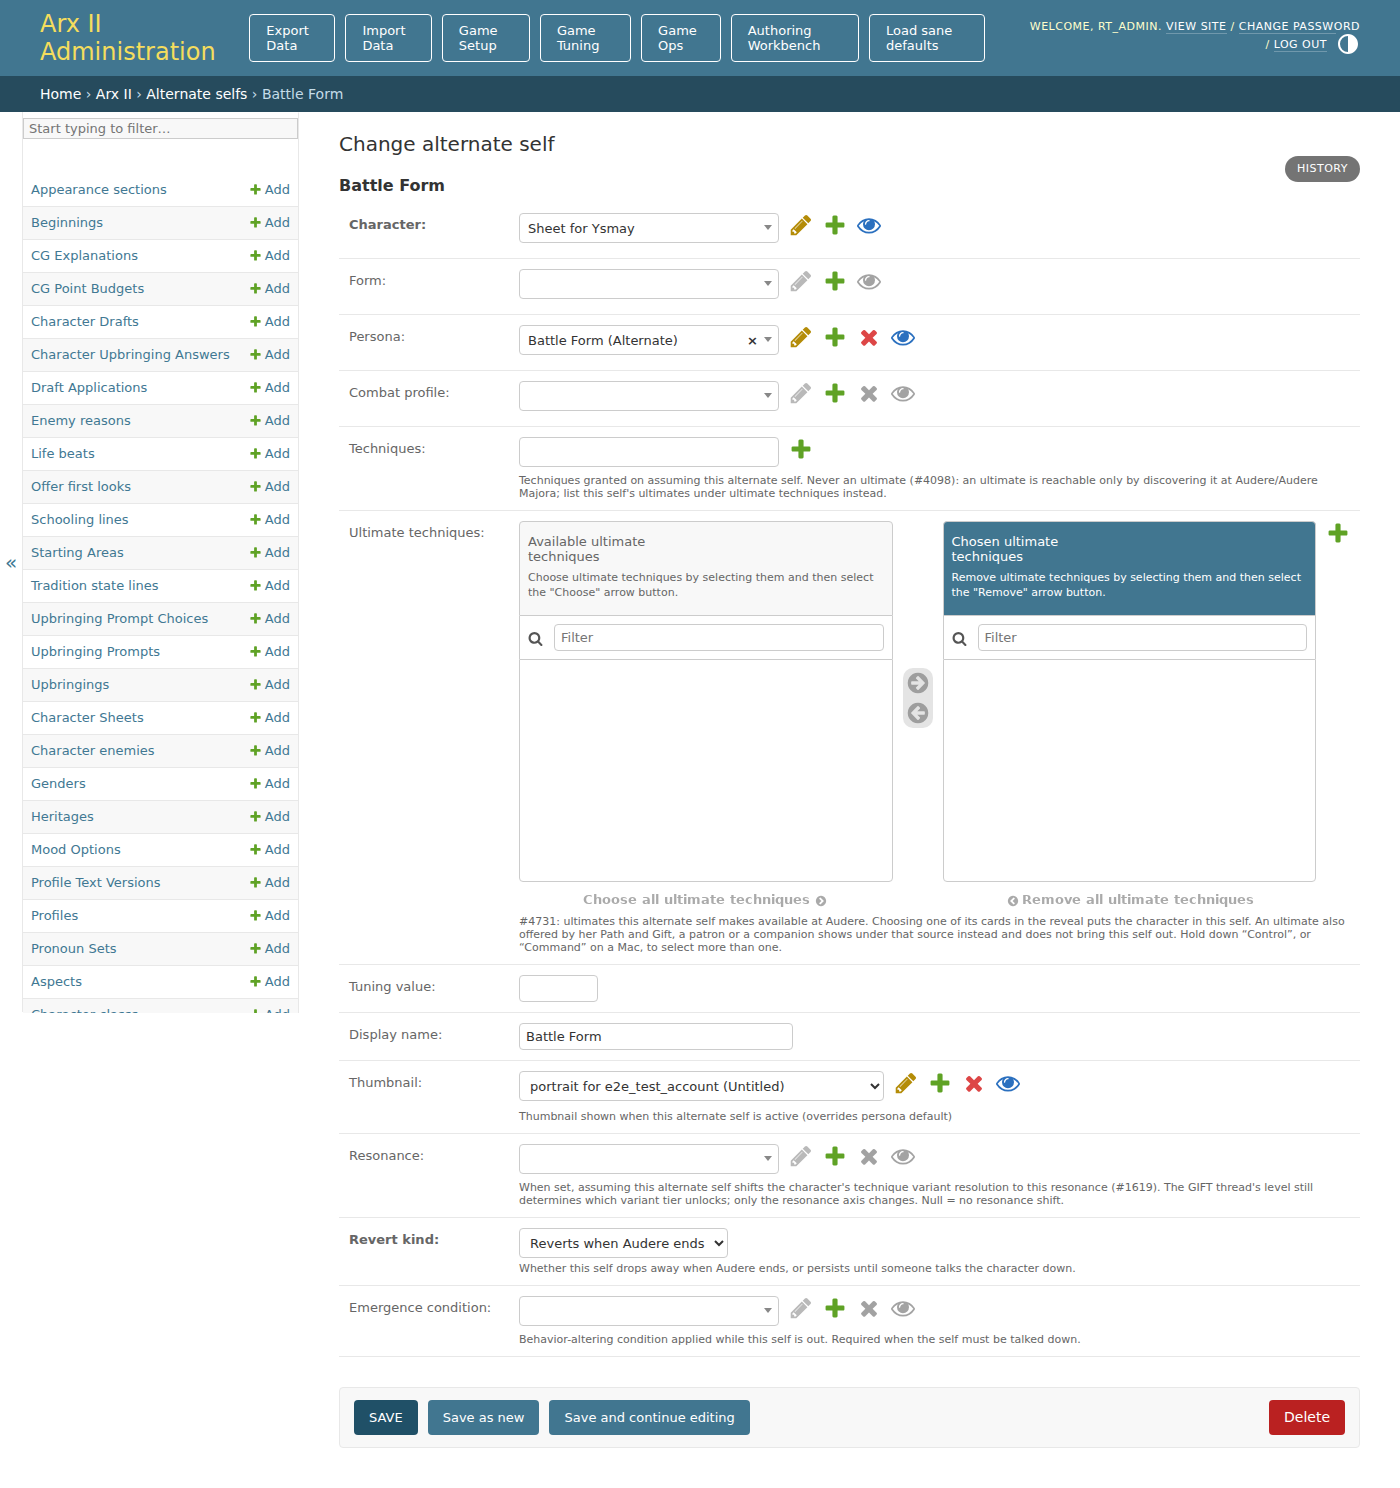 Arx II
Administration
Export
Data
Import
Data
Game
Setup
Game
Tuning
Game
Ops
Authoring
Workbench
Load sane
defaults
WELCOME, RT_ADMIN. VIEW SITE / CHANGE PASSWORD
/ LOG OUT
Home › Arx II › Alternate selfs › Battle Form
Start typing to filter…
Appearance sections Add
Beginnings Add
CG Explanations Add
CG Point Budgets Add
Character Drafts Add
Character Upbringing Answers Add
Draft Applications Add
Enemy reasons Add
Life beats Add
Offer first looks Add
Schooling lines Add
Starting Areas Add
Tradition state lines Add
Upbringing Prompt Choices Add
Upbringing Prompts Add
Upbringings Add
Character Sheets Add
Character enemies Add
Genders Add
Heritages Add
Mood Options Add
Profile Text Versions Add
Profiles Add
Pronoun Sets Add
Aspects Add
Character classes Add
«
Change alternate self
HISTORY
Battle Form
Character: Sheet for Ysmay
Form:
Persona: Battle Form (Alternate) ×
Combat profile:
Techniques:
Techniques granted on assuming this alternate self. Never an ultimate (#4098): an ultimate is reachable only by discovering it at Audere/Audere
Majora; list this self's ultimates under ultimate techniques instead.
Ultimate techniques:
Available ultimate
techniques
Choose ultimate techniques by selecting them and then select
the "Choose" arrow button.
Filter
Choose all ultimate techniques
Chosen ultimate
techniques
Remove ultimate techniques by selecting them and then select
the "Remove" arrow button.
Filter
Remove all ultimate techniques
#4731: ultimates this alternate self makes available at Audere. Choosing one of its cards in the reveal puts the character in this self. An ultimate also
offered by her Path and Gift, a patron or a companion shows under that source instead and does not bring this self out. Hold down “Control”, or
“Command” on a Mac, to select more than one.
Tuning value:
Display name: Battle Form
Thumbnail: portrait for e2e_test_account (Untitled)
Thumbnail shown when this alternate self is active (overrides persona default)
Resonance:
When set, assuming this alternate self shifts the character's technique variant resolution to this resonance (#1619). The GIFT thread's level still
determines which variant tier unlocks; only the resonance axis changes. Null = no resonance shift.
Revert kind: Reverts when Audere ends
Whether this self drops away when Audere ends, or persists until someone talks the character down.
Emergence condition:
Behavior-altering condition applied while this self is out. Required when the self must be talked down.
SAVE
Save as new
Save and continue editing
Delete